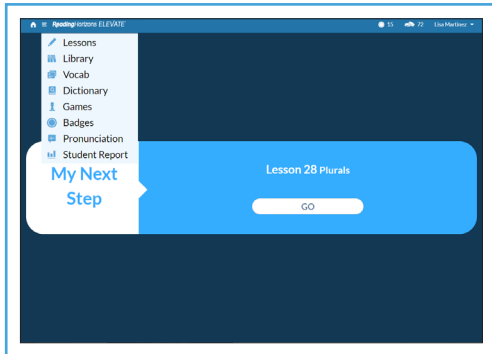 ReadingHorizons ELEVATE 15 72 Lisa Martinez
Lessons
Library
Vocab
Dictionary
Games
Badges
Pronunciation
Student Report
My Next
Step
Lesson 28 Plurals
GO